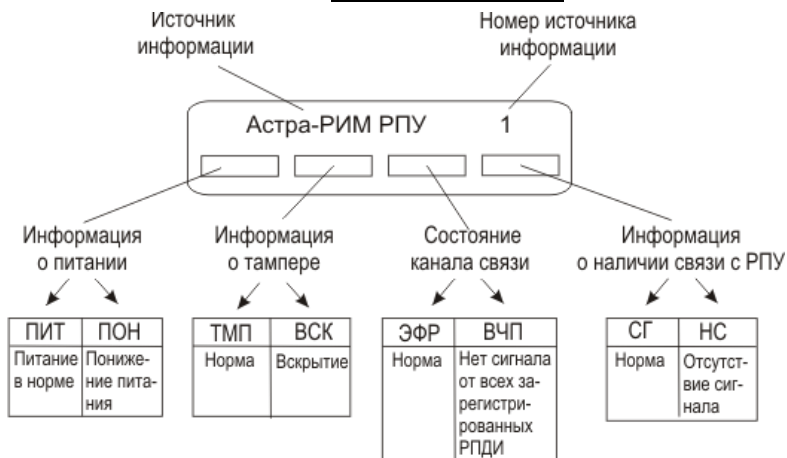 Источник
информации
Номер источника
информации
Астра-РИМ РПУ 1
Информация
о питании
Информация
о тампере
Состояние
канала связи
Информация
о наличии связи с РПУ
ПИТ ПОН
Питание
в норме
Пониже-
ние пита-
ния
ТМП ВСК
Норма
Вскрытие
ЭФР ВЧП
Норма
Нет сигнала
от всех за-
регистри-
рованных
РПДИ
СГ НС
Норма
Отсутст-
вие сиг-
нала